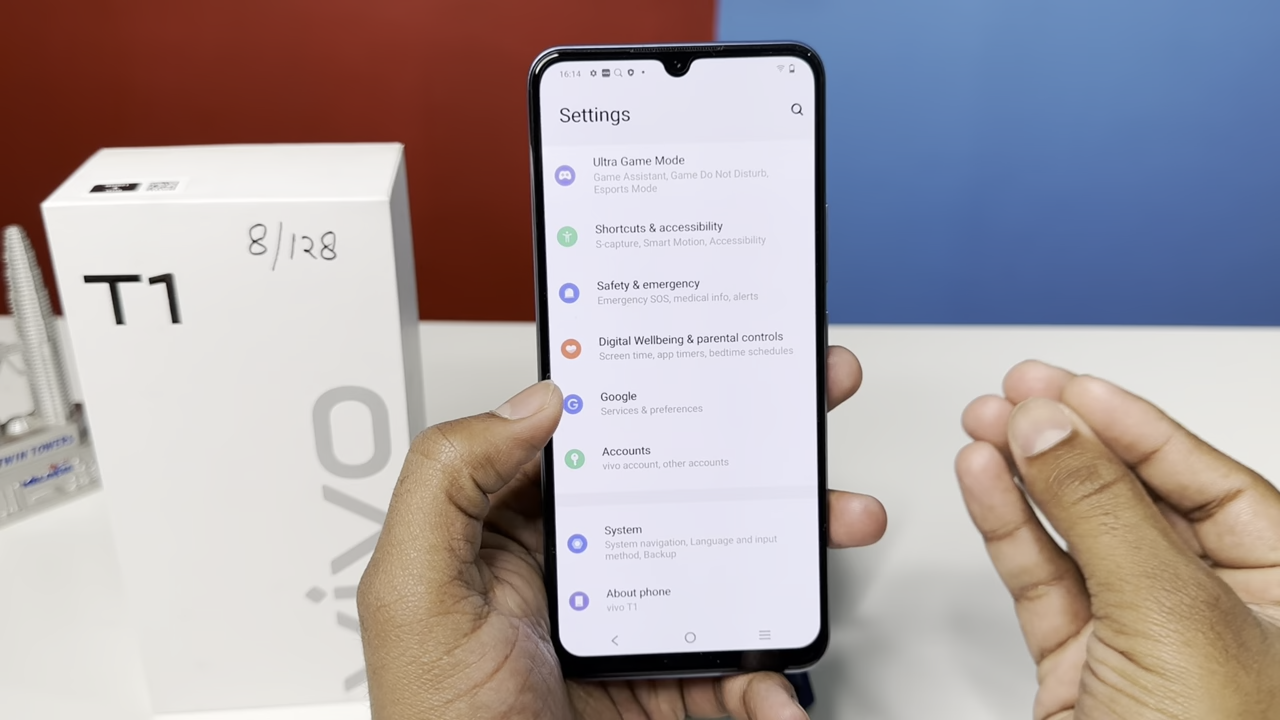 8/128
T1
vivo
TWIN TOWERS
16:14
Settings
Ultra Game Mode
Game Assistant, Game Do Not Disturb,
Esports Mode
Shortcuts & accessibility
S-capture, Smart Motion, Accessibility
Safety & emergency
Emergency SOS, medical info, alerts
Digital Wellbeing & parental controls
Screen time, app timers, bedtime schedules
Google
Services & preferences
Accounts
vivo account, other accounts
System
System navigation, Language and input
method, Backup
About phone
vivo T1